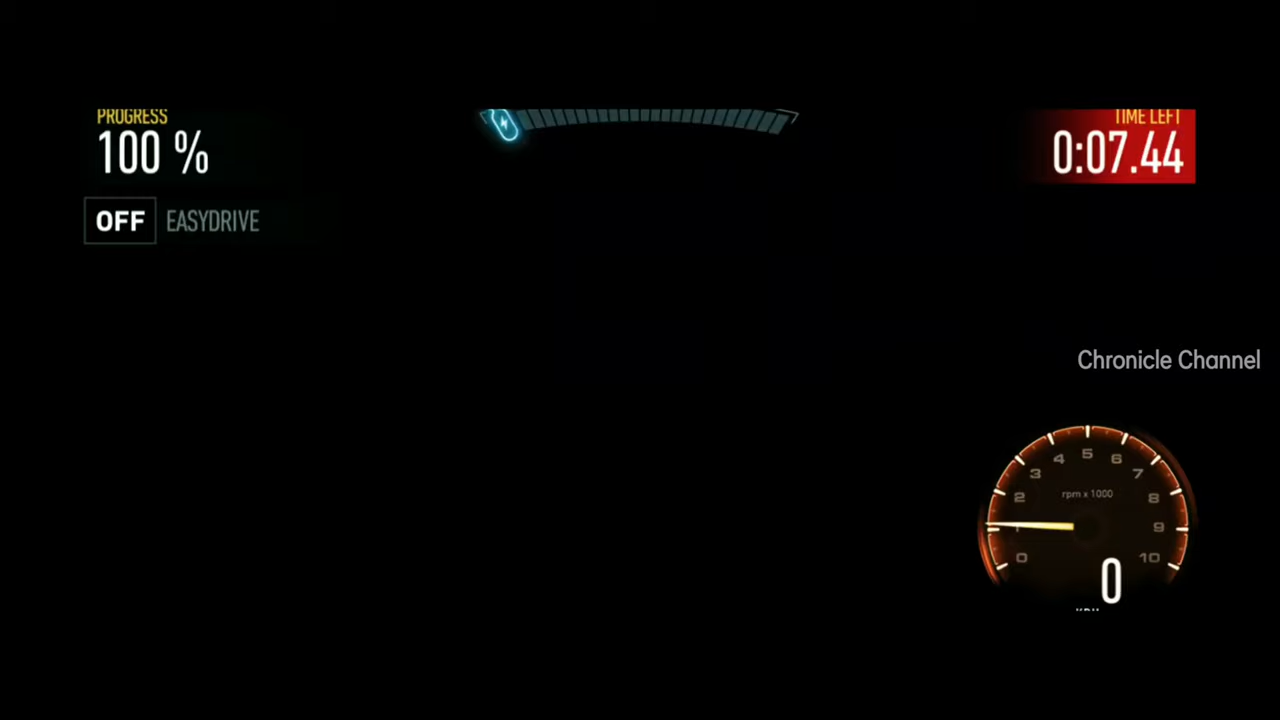 PROGRESS
100 %
TIME LEFT
0:07.44
OFF EASYDRIVE
Chronicle Channel
0 1 2 3 4 5 6 7 8 9 10
rpm x 1000
0